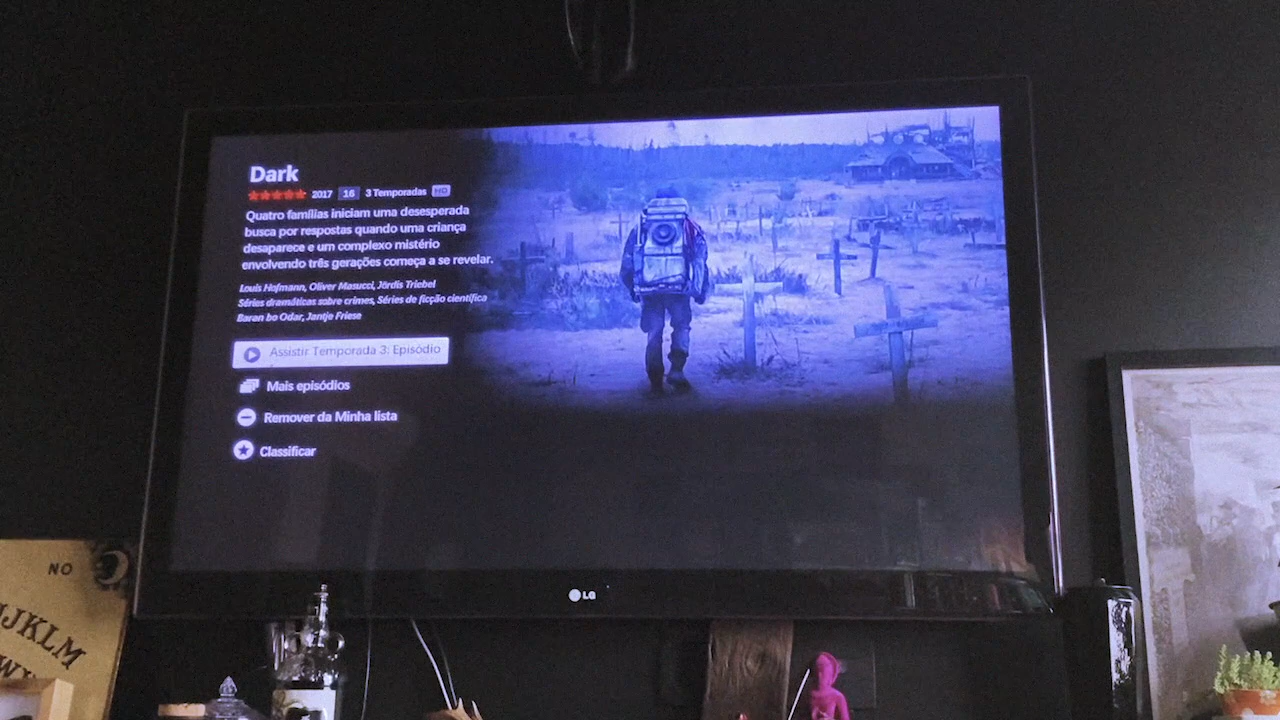 Dark
2017 16 3 Temporadas HD
Quatro famílias iniciam uma desesperada
busca por respostas quando uma criança
desaparece e um complexo mistério
envolvendo três gerações começa a se revelar.
Louis Hofmann, Oliver Masucci, Jördis Triebel
Séries dramáticas sobre crimes, Séries de ficção científica
Baran bo Odar, Jantje Friese
Assistir Temporada 3: Episódio
Mais episódios
Remover da Minha lista
Classificar
LG
NO
JKLM
W